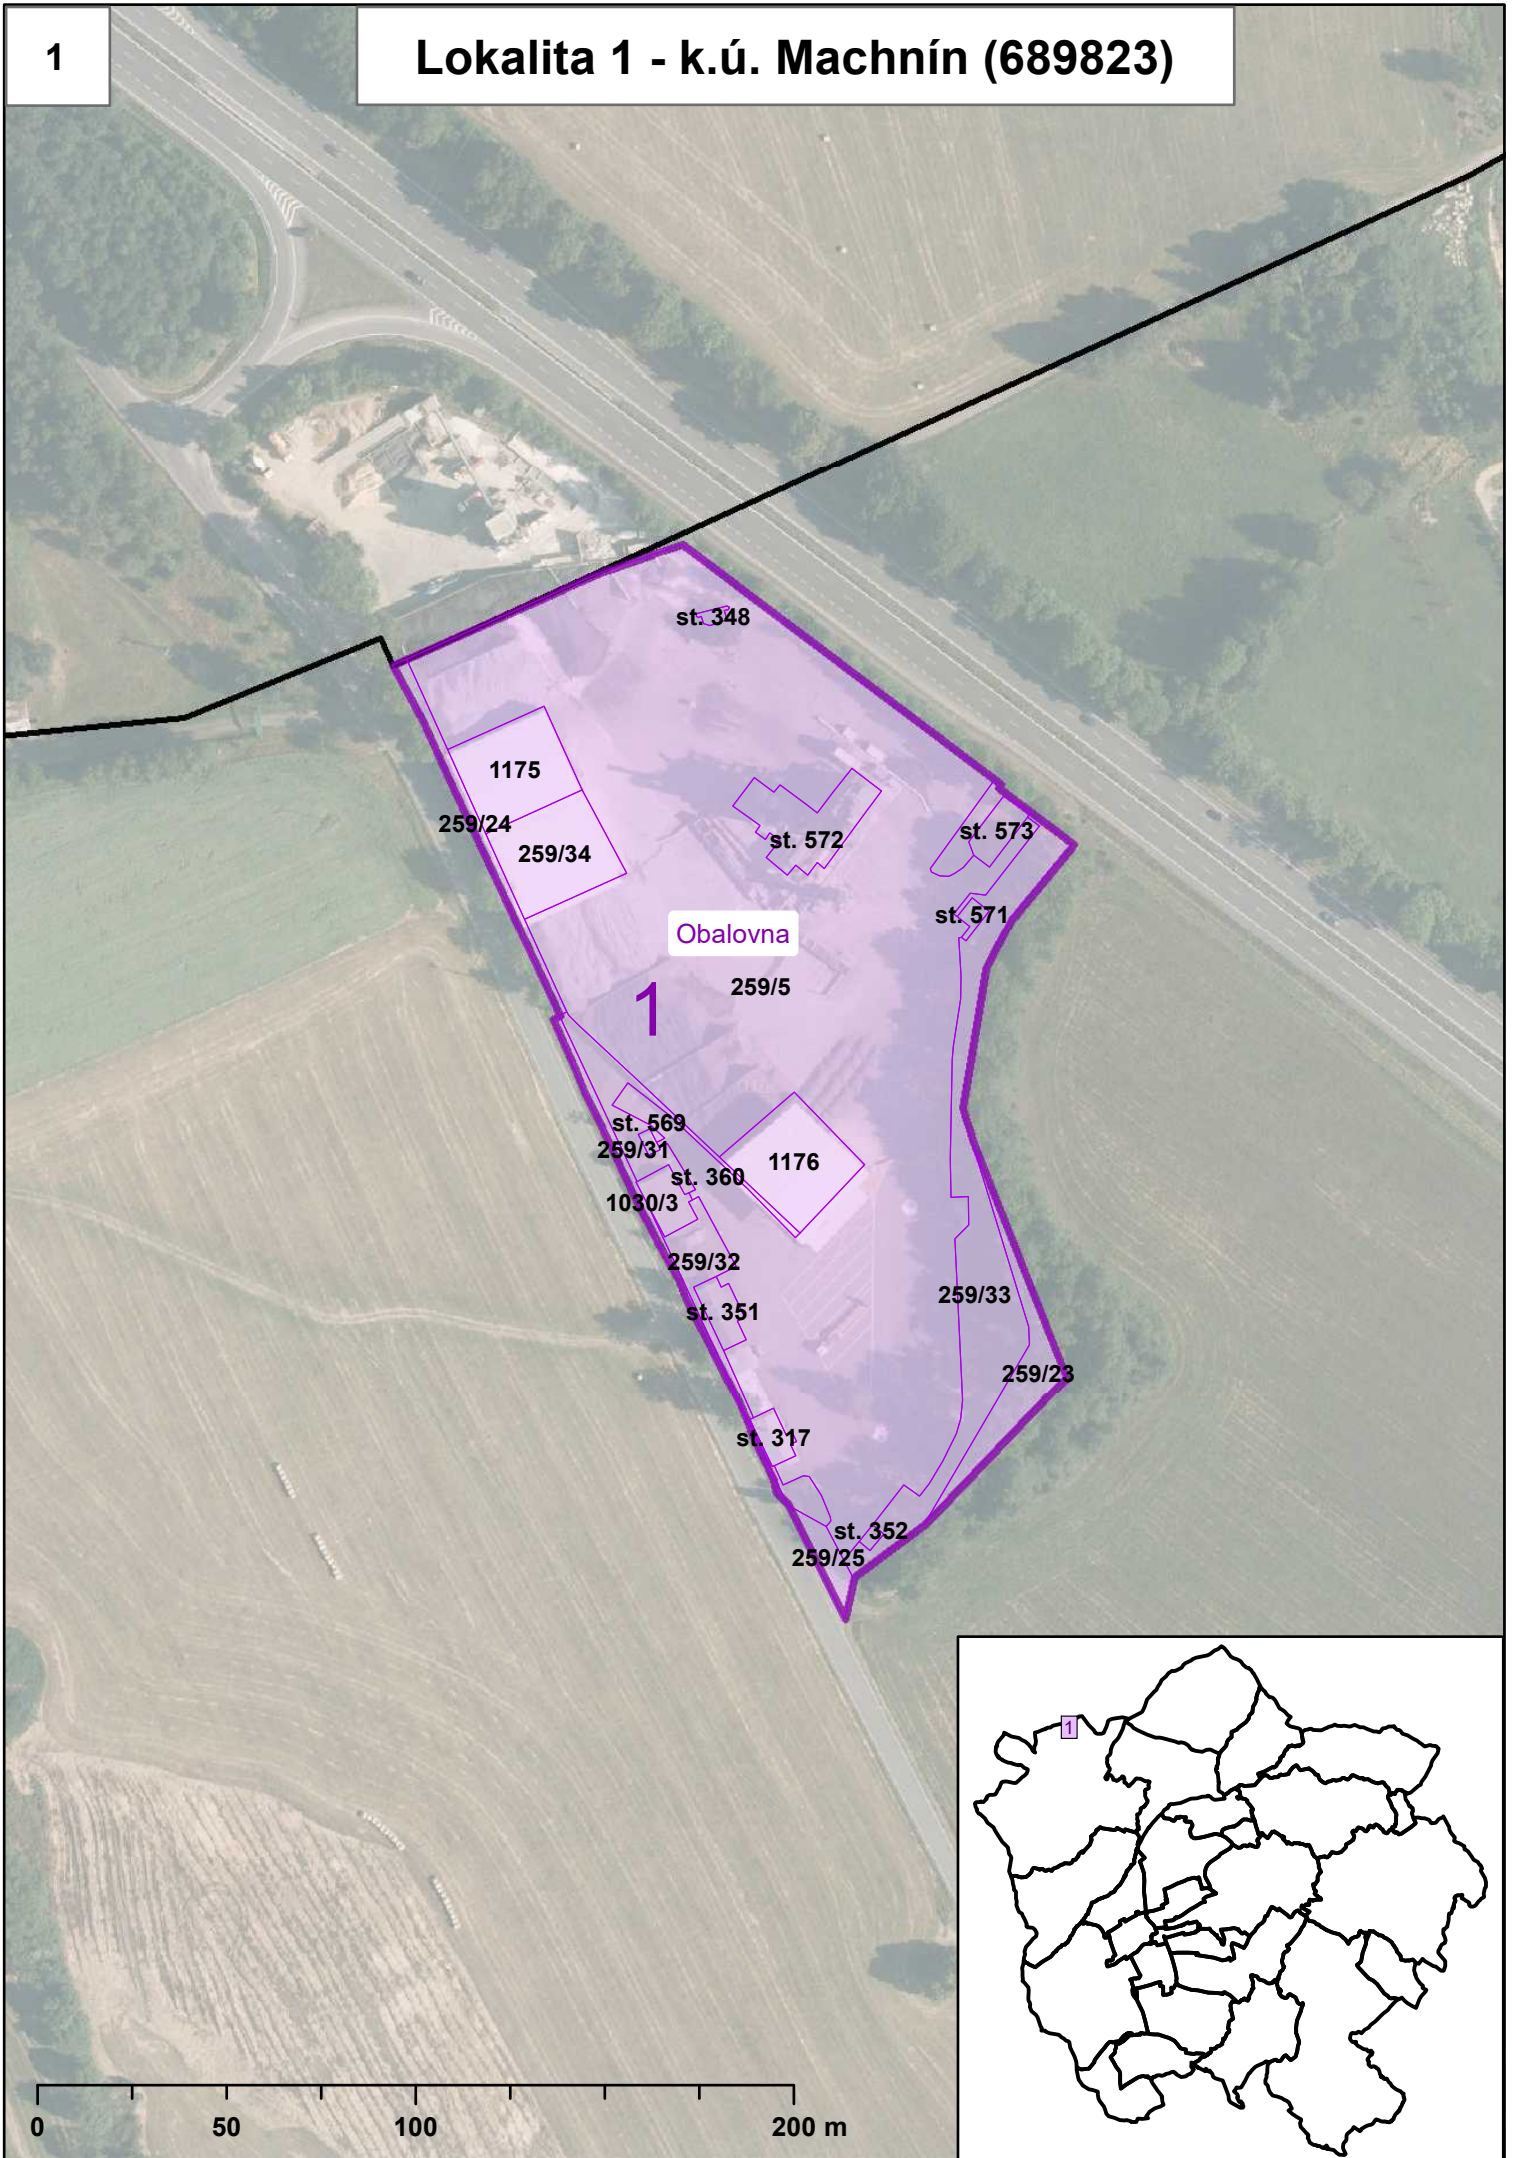 1
Lokalita 1 - k.ú. Machnín (689823)
st. 348
1175
259/24
259/34
st. 572
st. 573
st. 571
Obalovna
259/5
1
st. 569
259/31
st. 360
1176
1030/3
259/32
259/33
st. 351
259/23
st. 317
st. 352
259/25
1
0 50 100 200 m